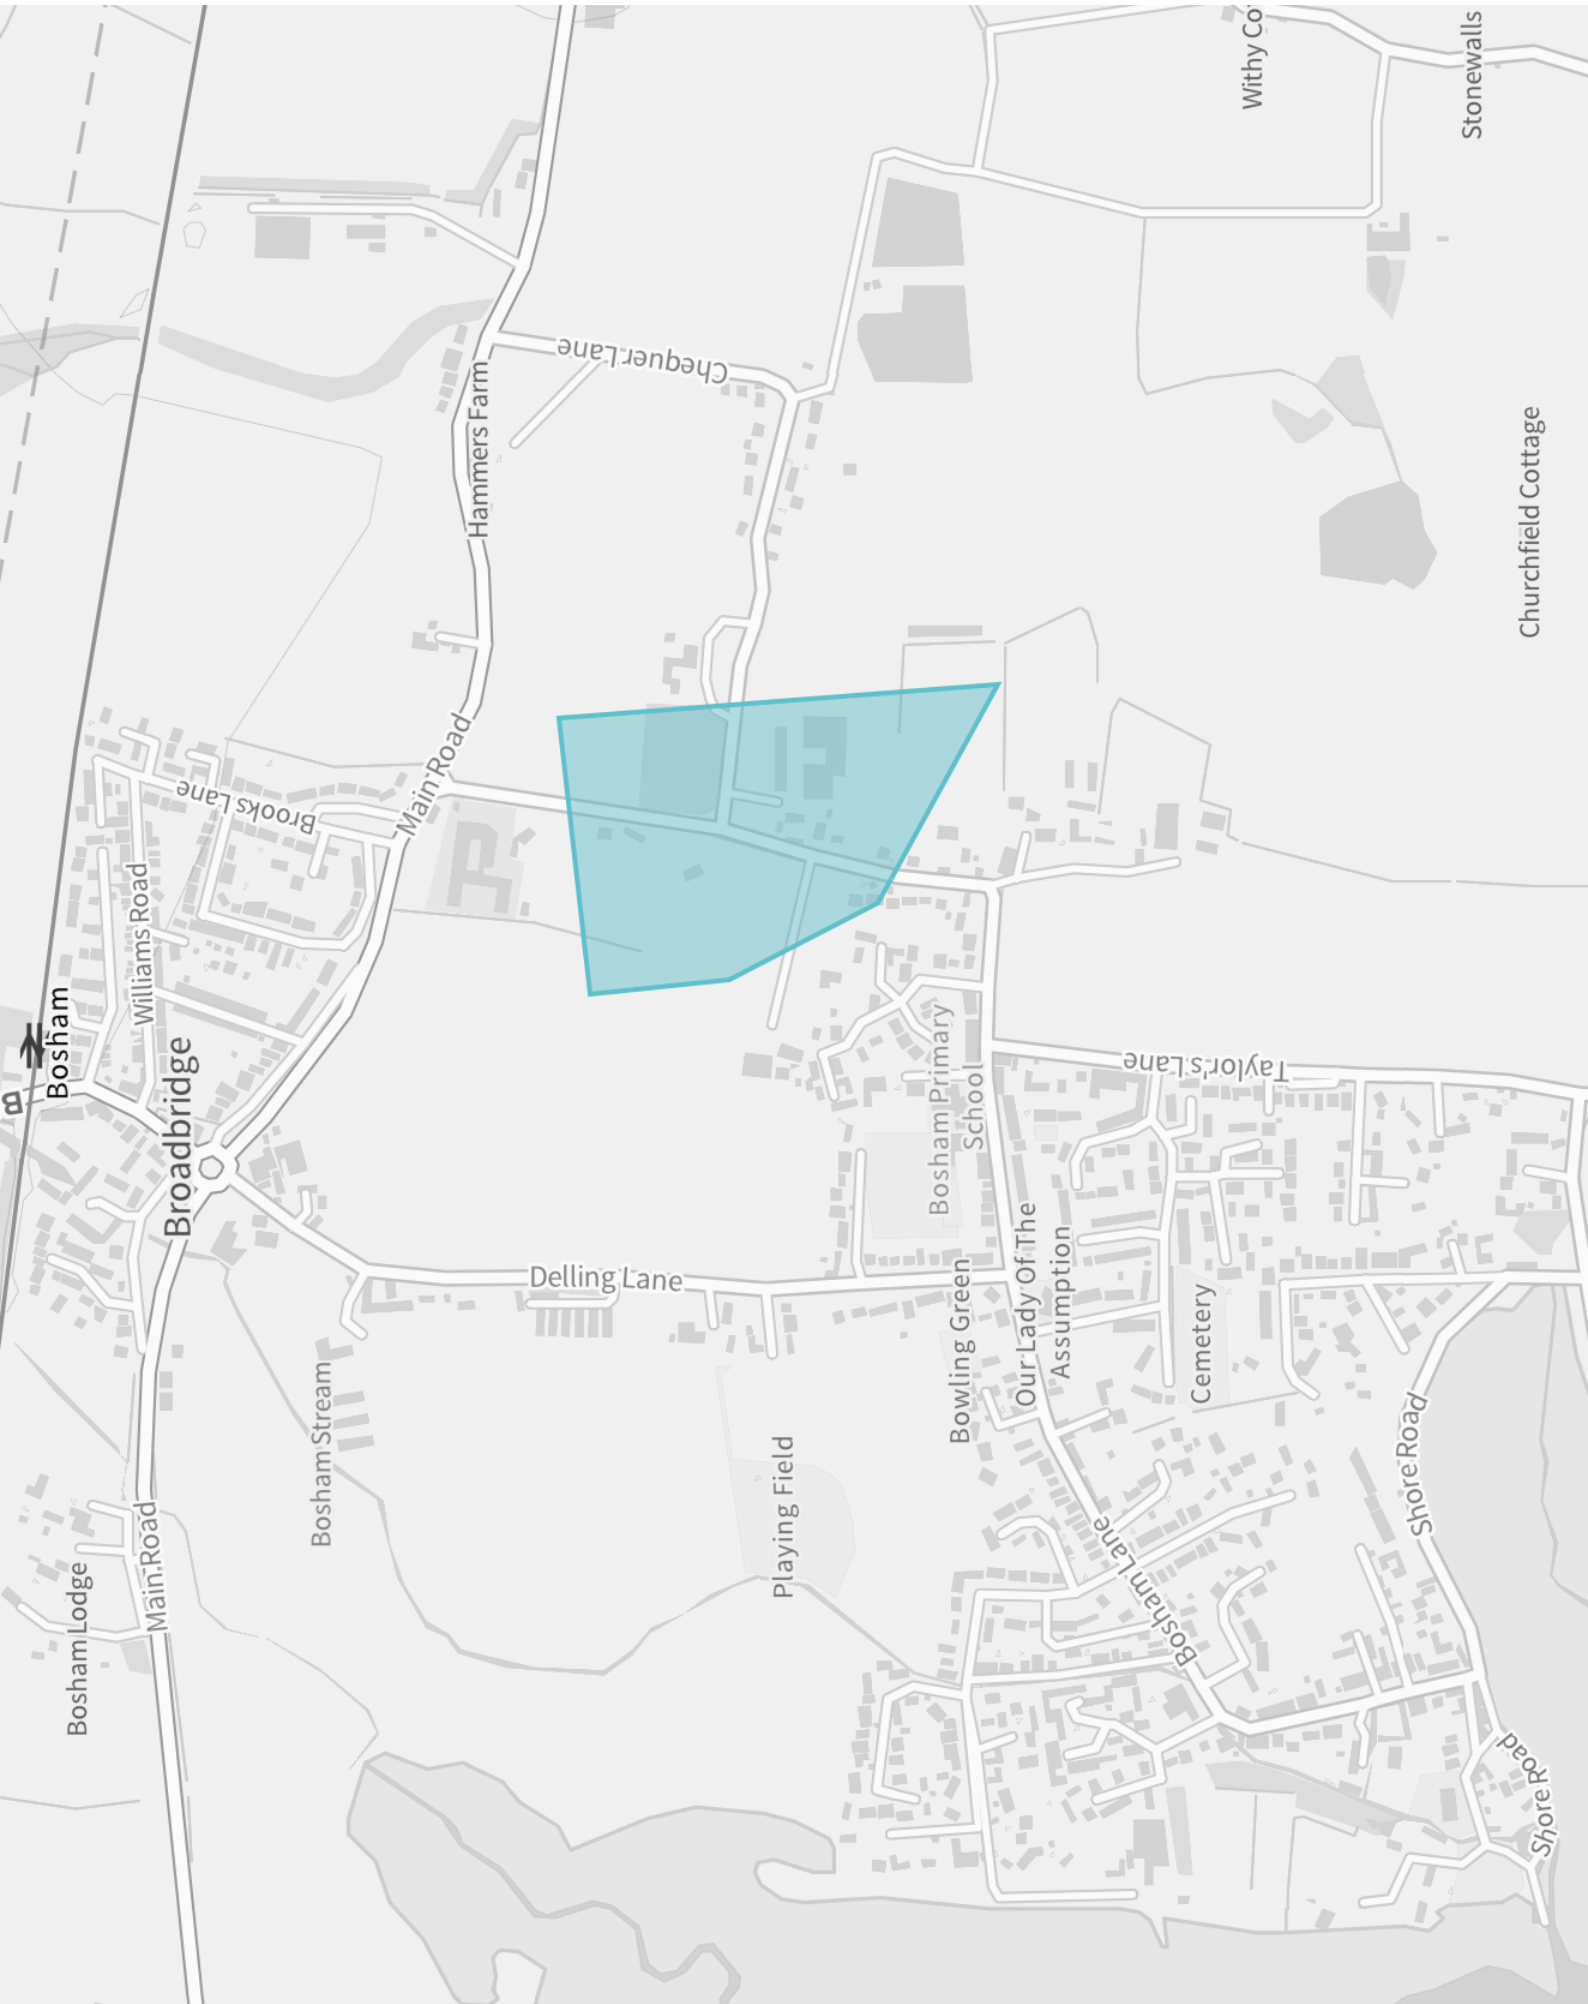 Withy Co
Stonewalls
Chequer Lane
Hammers Farm
Churchfield Cottage
Main Road
Brooks Lane
Williams Road
Bosham
B
Broadbridge
Taylor's Lane
Bosham Primary
School
Delling Lane
Our Lady Of The
Assumption
Bowling Green
Cemetery
Bosham Stream
Playing Field
Shore Road
Main Road
Bosham Lane
Bosham Lodge
Shore Road